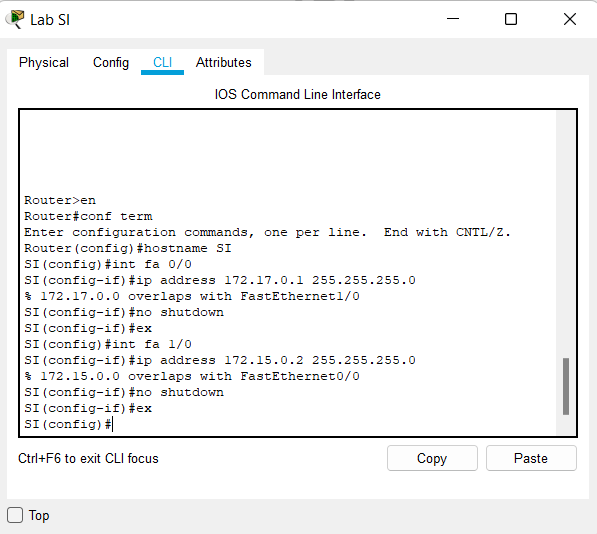 Lab SI
Physical Config CLI Attributes
IOS Command Line Interface
Router>en
Router#conf term
Enter configuration commands, one per line.  End with CNTL/Z.
Router(config)#hostname SI
SI(config)#int fa 0/0
SI(config-if)#ip address 172.17.0.1 255.255.255.0
% 172.17.0.0 overlaps with FastEthernet1/0
SI(config-if)#no shutdown
SI(config-if)#ex
SI(config)#int fa 1/0
SI(config-if)#ip address 172.15.0.2 255.255.255.0
% 172.15.0.0 overlaps with FastEthernet0/0
SI(config-if)#no shutdown
SI(config-if)#ex
SI(config)#
Ctrl+F6 to exit CLI focus Copy Paste
Top